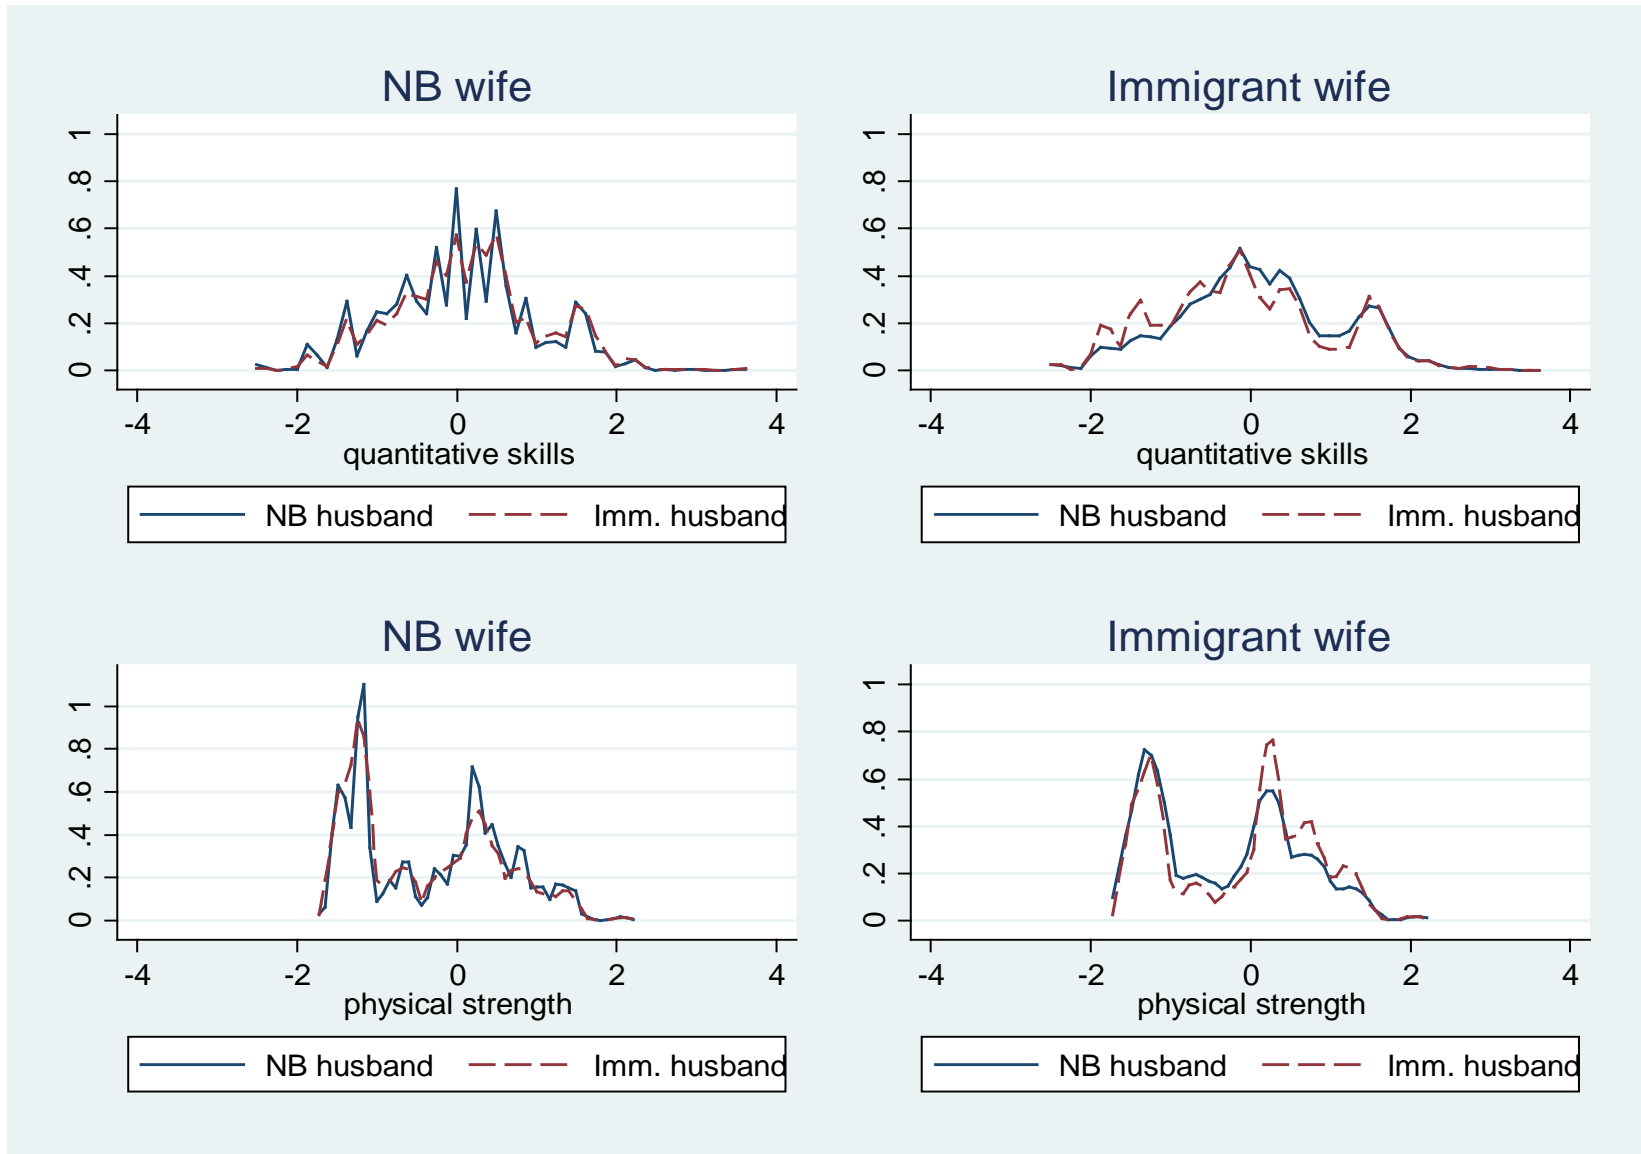 NB wife
1
.8
.6
.4
.2
0
-4 -2 0 2 4
quantitative skills
NB husband Imm. husband
Immigrant wife
1
.8
.6
.4
.2
0
-4 -2 0 2 4
quantitative skills
NB husband Imm. husband
NB wife
1
.8
.6
.4
.2
0
-4 -2 0 2 4
physical strength
NB husband Imm. husband
Immigrant wife
1
.8
.6
.4
.2
0
-4 -2 0 2 4
physical strength
NB husband Imm. husband